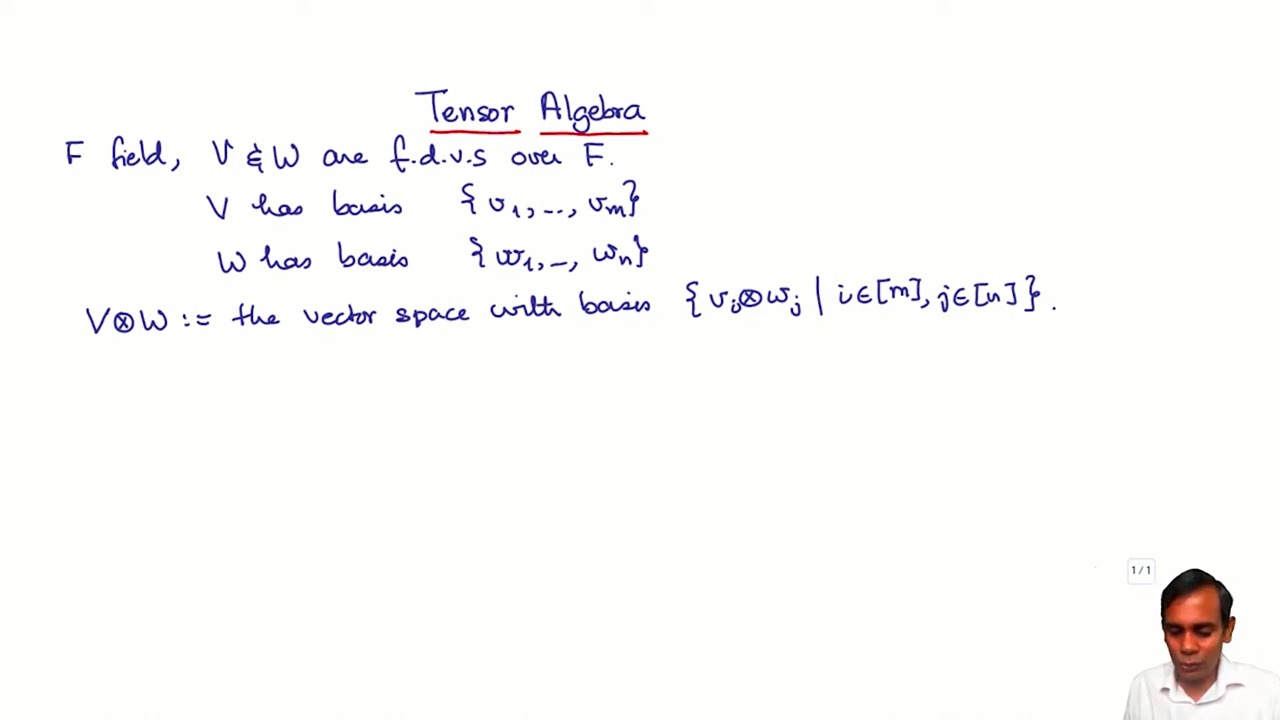 Tensor Algebra
F field, V & W are f.d.v.s over F.
V has basis {v₁, ..., vₘ}
W has basis {w₁, _, wₙ}
V⊗W := the vector space with basis {vᵢ⊗wⱼ | i∈[m], j∈[n]}.
1/1